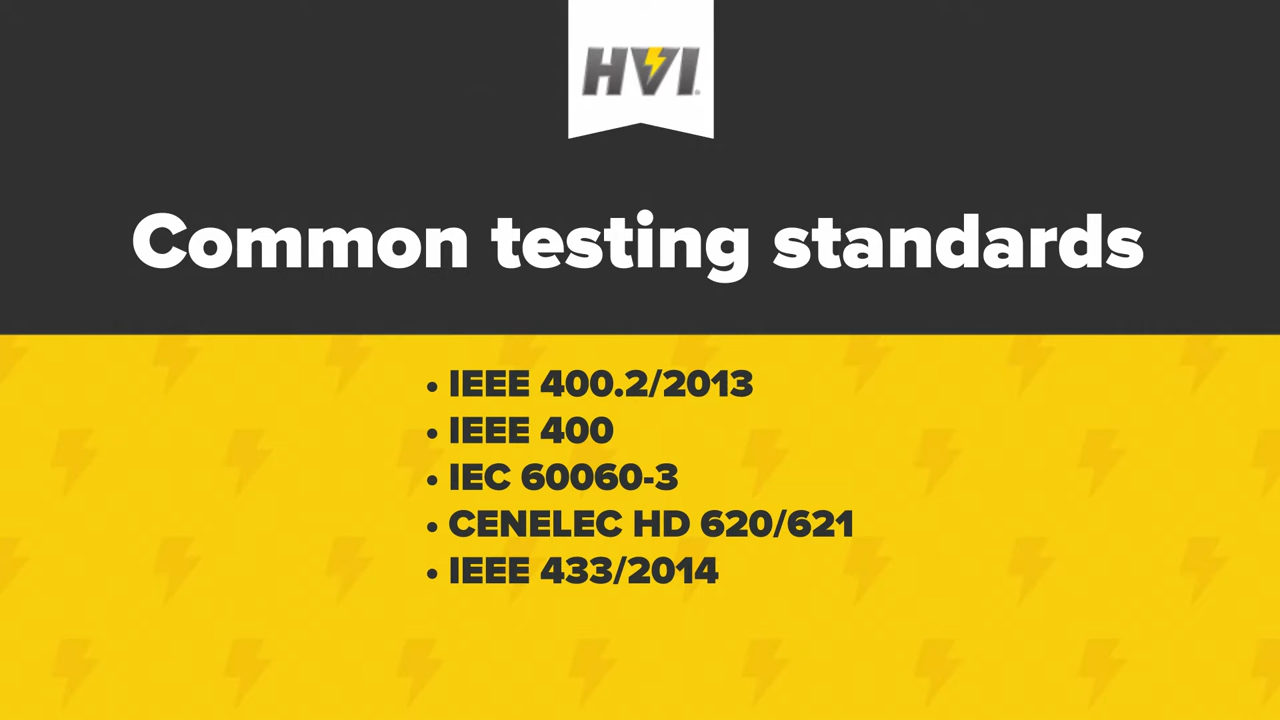 HVI
Common testing standards
• IEEE 400.2/2013
• IEEE 400
• IEC 60060-3
• CENELEC HD 620/621
• IEEE 433/2014